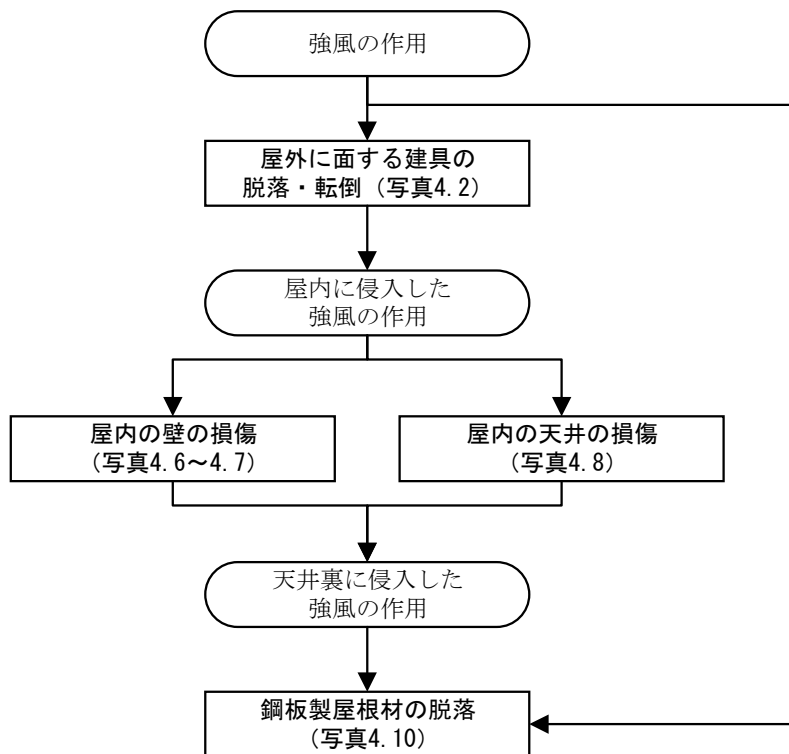 強風の作用
屋外に面する建具の
脱落・転倒（写真4.2）
屋内に侵入した
強風の作用
屋内の壁の損傷
（写真4.6～4.7）
屋内の天井の損傷
（写真4.8）
天井裏に侵入した
強風の作用
鋼板製屋根材の脱落
（写真4.10）